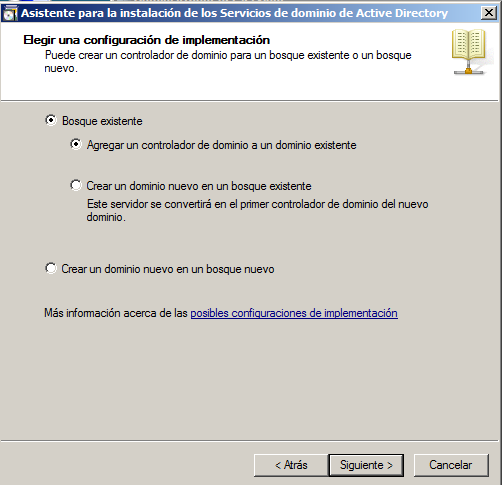 Asistente para la instalación de los Servicios de dominio de Active Directory
Elegir una configuración de implementación
Puede crear un controlador de dominio para un bosque existente o un bosque
nuevo.
Bosque existente
Agregar un controlador de dominio a un dominio existente
Crear un dominio nuevo en un bosque existente
Este servidor se convertirá en el primer controlador de dominio del nuevo
dominio.
Crear un dominio nuevo en un bosque nuevo
Más información acerca de las posibles configuraciones de implementación
< Atrás Siguiente > Cancelar